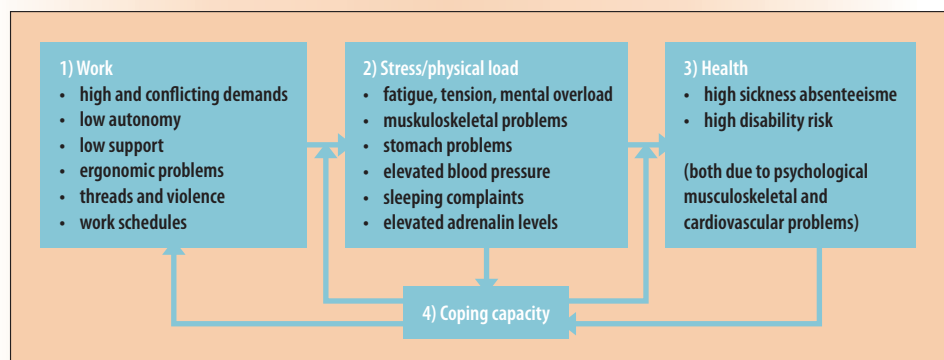 1) Work
• high and conflicting demands
• low autonomy
• low support
• ergonomic problems
• threads and violence
• work schedules
2) Stress/physical load
• fatigue, tension, mental overload
• muskuloskeletal problems
• stomach problems
• elevated blood pressure
• sleeping complaints
• elevated adrenalin levels
3) Health
• high sickness absenteeisme
• high disability risk
(both due to psychological
musculoskeletal and
cardiovascular problems)
4) Coping capacity